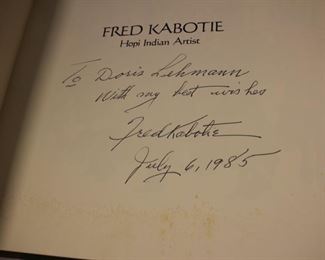 FRED KABOTIE
Hopi Indian Artist
To Doris Lehmann
With my best wishes
Fred Kabotie
July 6, 1985